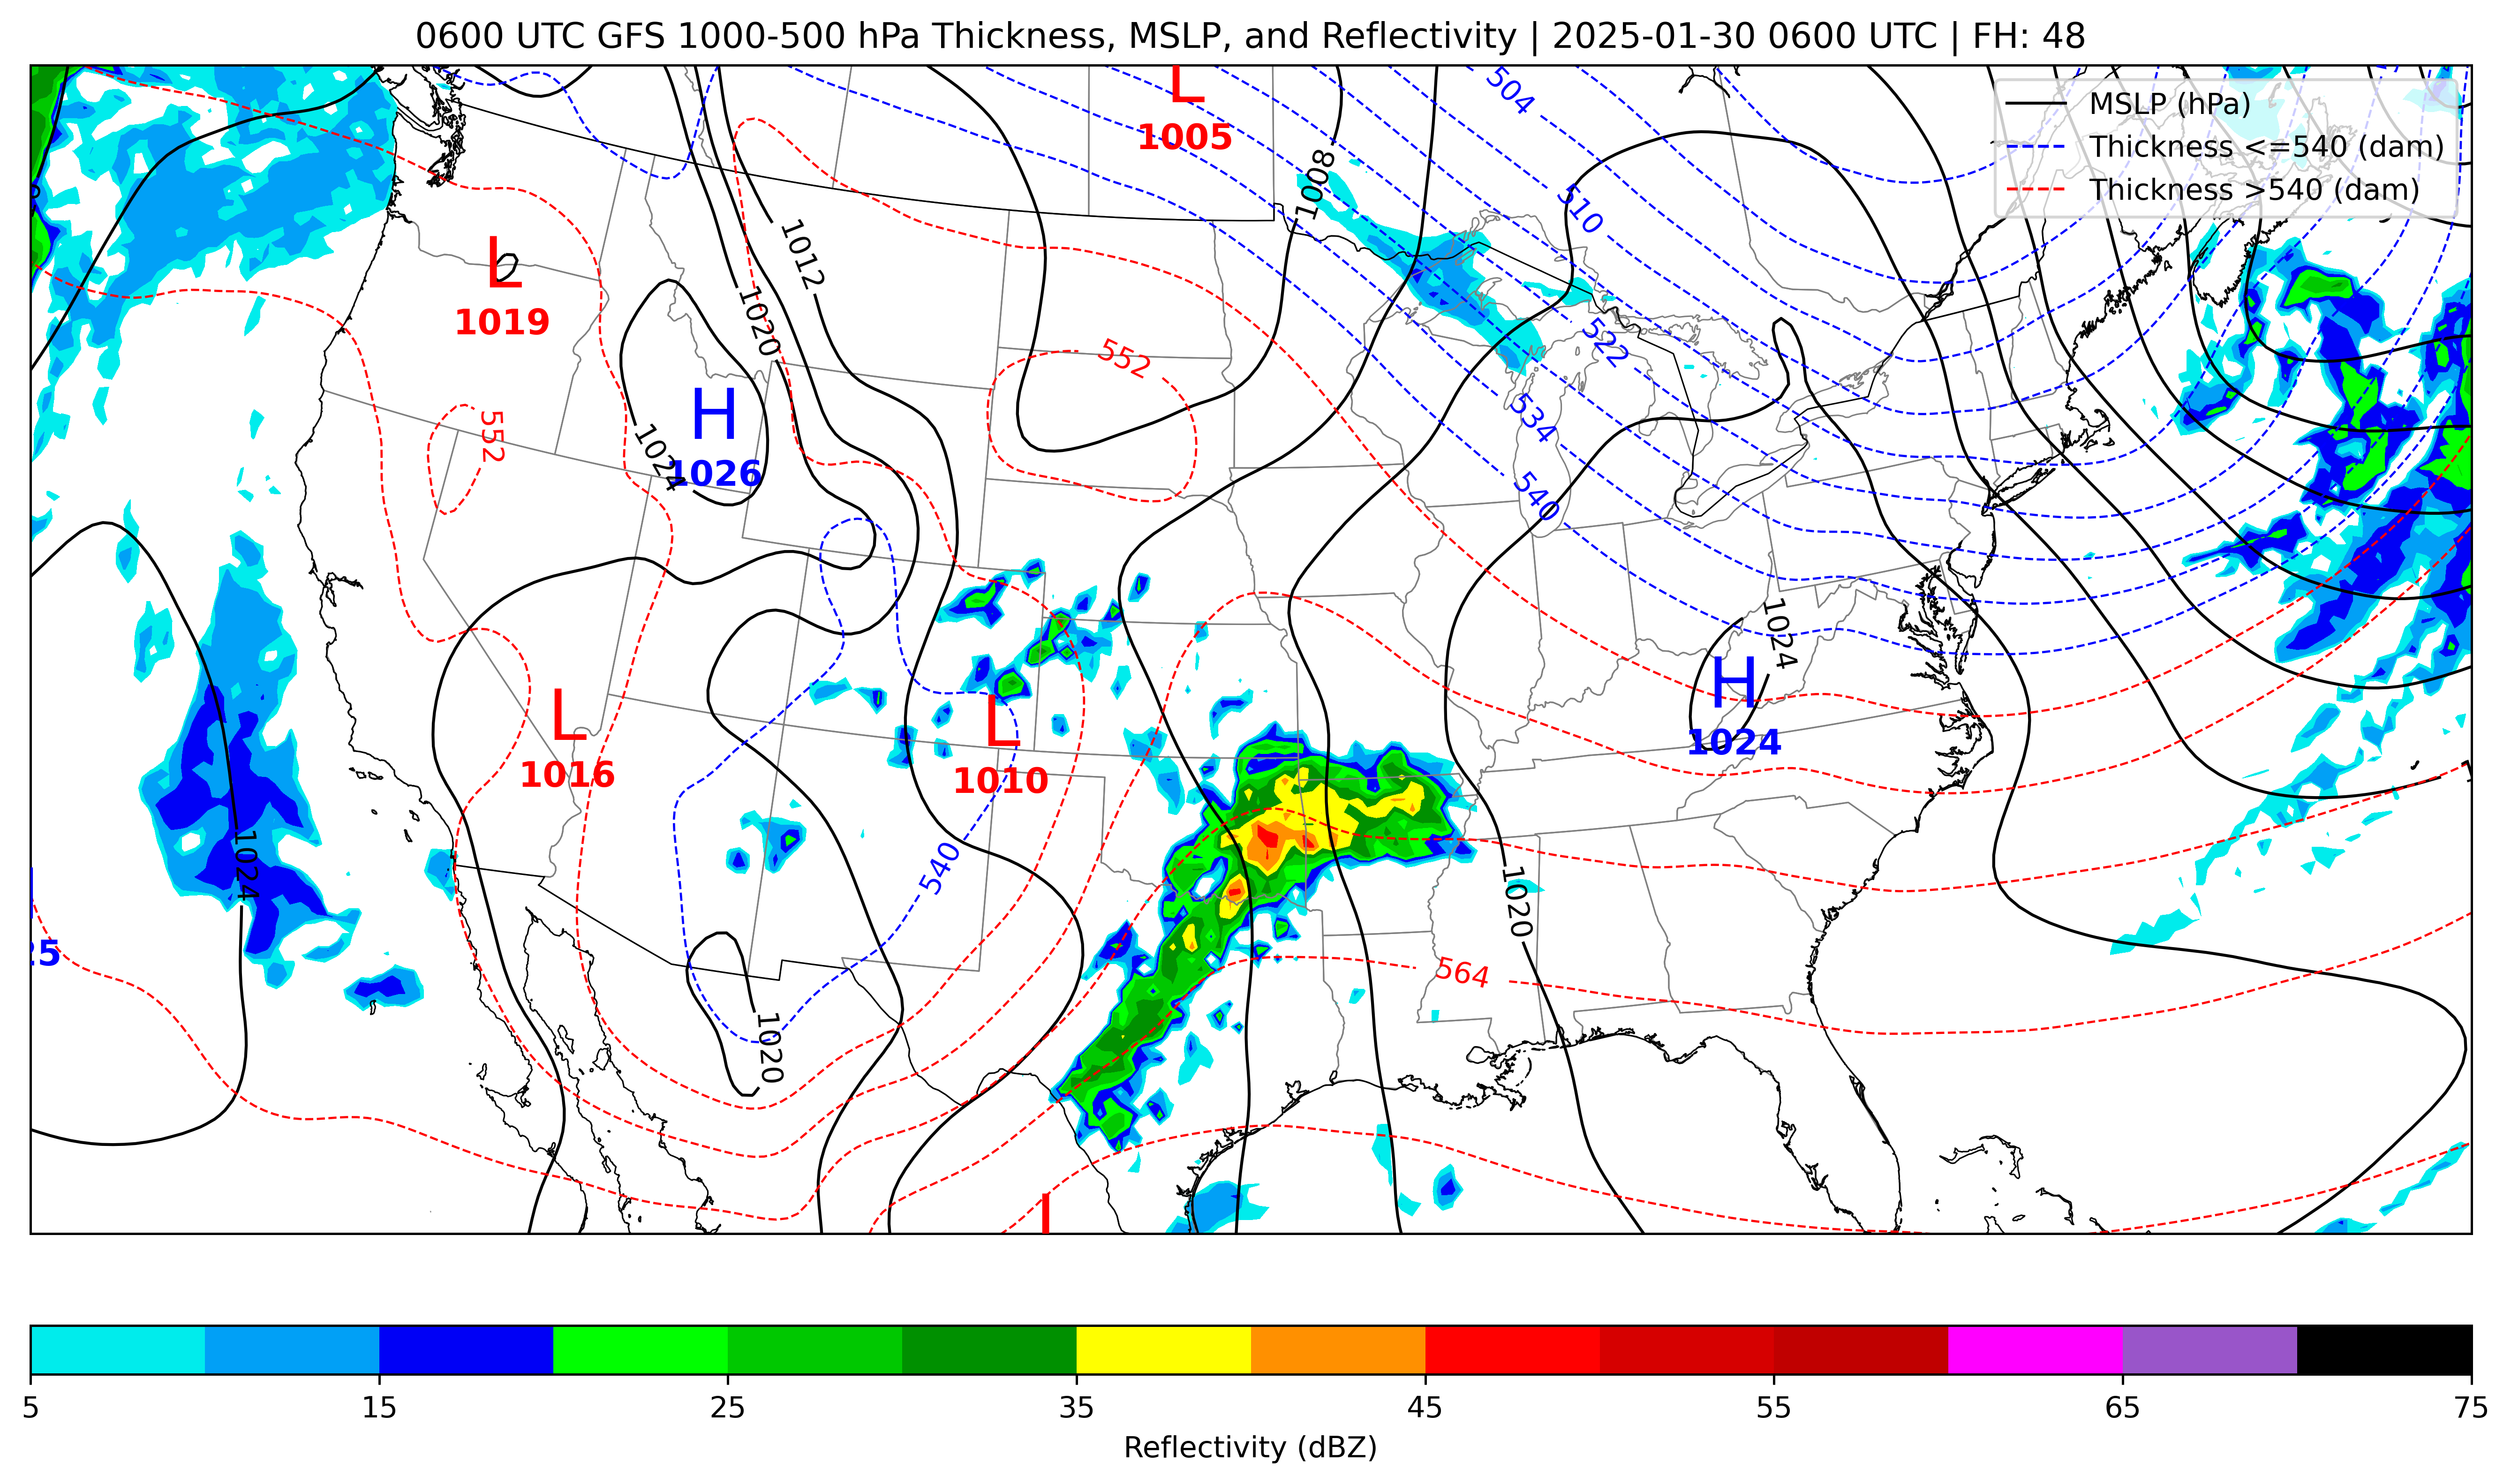 0600 UTC GFS 1000-500 hPa Thickness, MSLP, and Reflectivity | 2025-01-30 0600 UTC | FH: 48
MSLP (hPa)
Thickness <=540 (dam)
Thickness >540 (dam)
L
1005
504
1008
510
1012
L
1019
1020
522
552
534
552
H
1026
1024
540
1024
H
1024
L
1016
L
1010
1024
540
1020
25
564
1020
L
5 15 25 35 45 55 65 75
Reflectivity (dBZ)